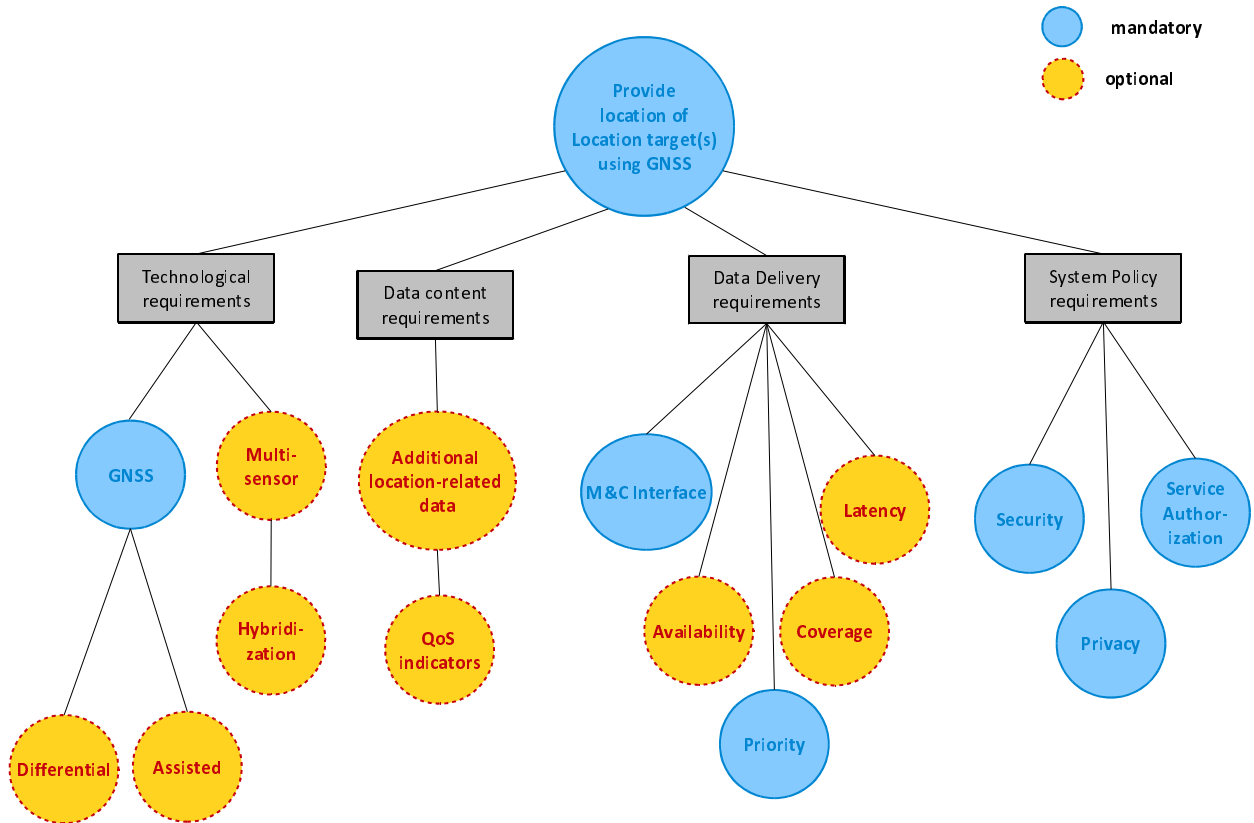 mandatory
optional
Provide
location of
Location target(s)
using GNSS
Technological
requirements
Data content
requirements
Data Delivery
requirements
System Policy
requirements
GNSS
Multi-
sensor
Additional
location-related
data
M&C Interface
Latency
Security
Service
Author-
ization
Hybridi-
zation
QoS
indicators
Availability
Coverage
Privacy
Differential
Assisted
Priority